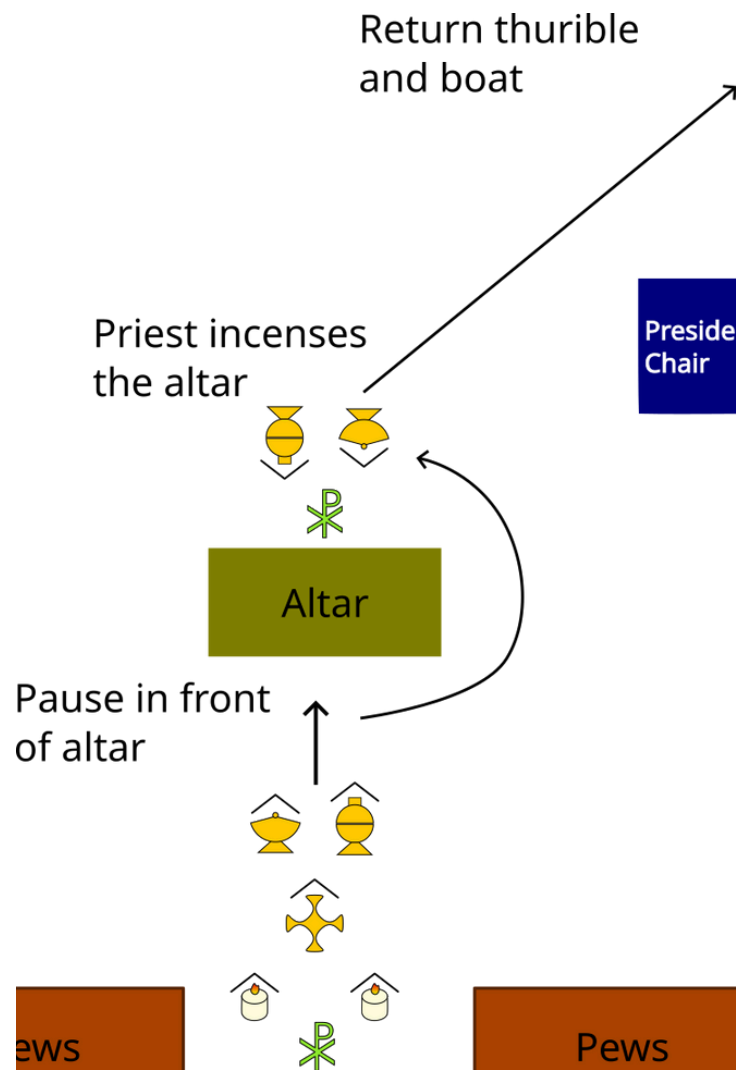 Return thurible
and boat
Preside
Chair
Priest incenses
the altar
Altar
Pause in front
of altar
ews
Pews